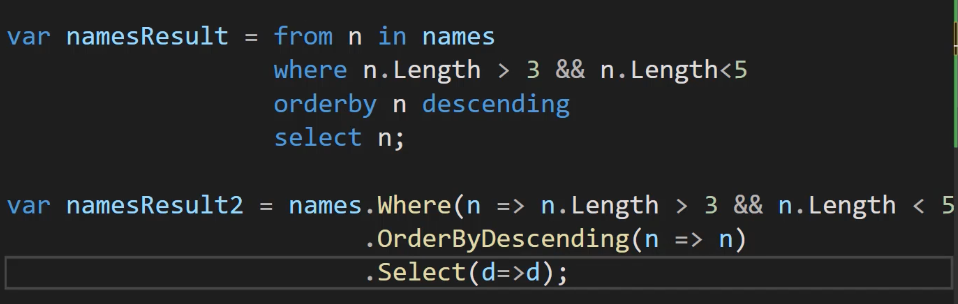 var namesResult = from n in names
where n.Length > 3 && n.Length<5
orderby n descending
select n;
var namesResult2 = names.Where(n => n.Length > 3 && n.Length < 5
.OrderByDescending(n => n)
.Select(d=>d);